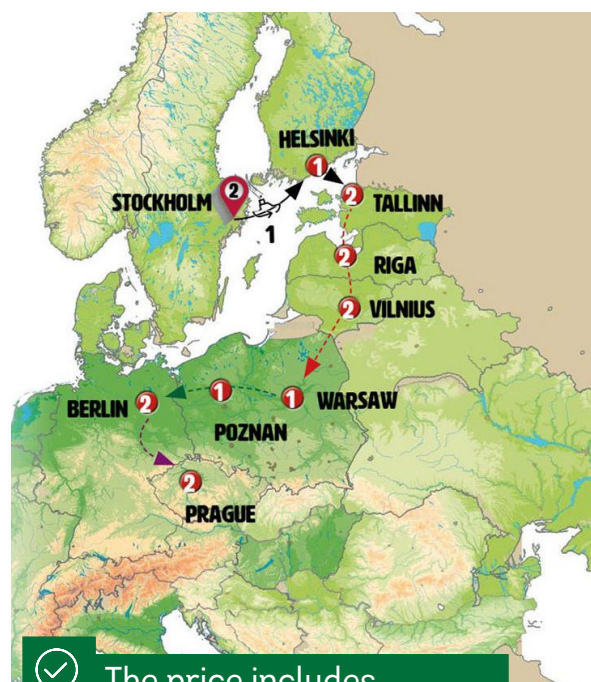 HELSINKI
1
STOCKHOLM
2
1
2
TALLINN
2
RIGA
2
VILNIUS
BERLIN
2
1
1
WARSAW
POZNAN
2
PRAGUE
The price includes